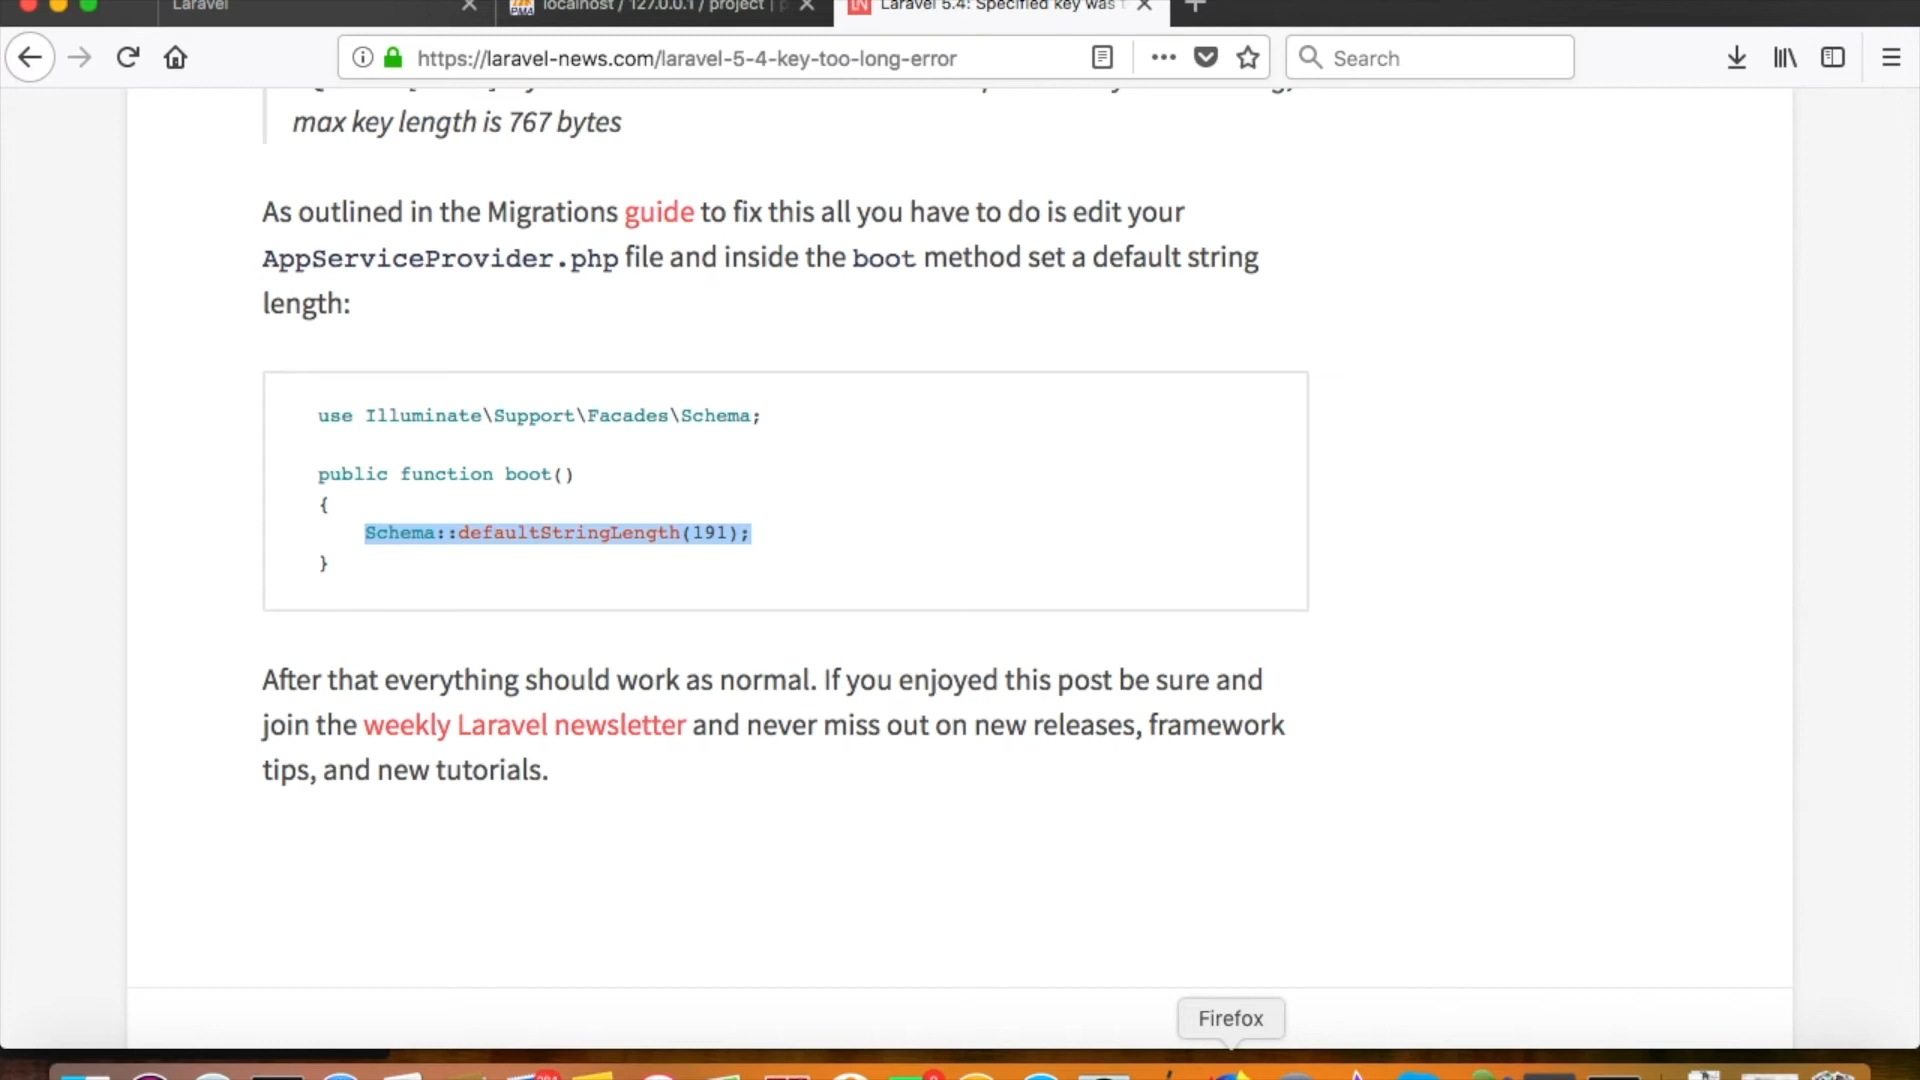 Laravel
PMA
localhost / 127.0.0.1 / project | p
LN
Laravel 5.4: Specified key was t
https://laravel-news.com/laravel-5-4-key-too-long-error
Search
max key length is 767 bytes
As outlined in the Migrations guide to fix this all you have to do is edit your
AppServiceProvider.php file and inside the boot method set a default string
length:
use Illuminate\Support\Facades\Schema;
public function boot()
{
Schema::defaultStringLength(191);
}
After that everything should work as normal. If you enjoyed this post be sure and
join the weekly Laravel newsletter and never miss out on new releases, framework
tips, and new tutorials.
Firefox